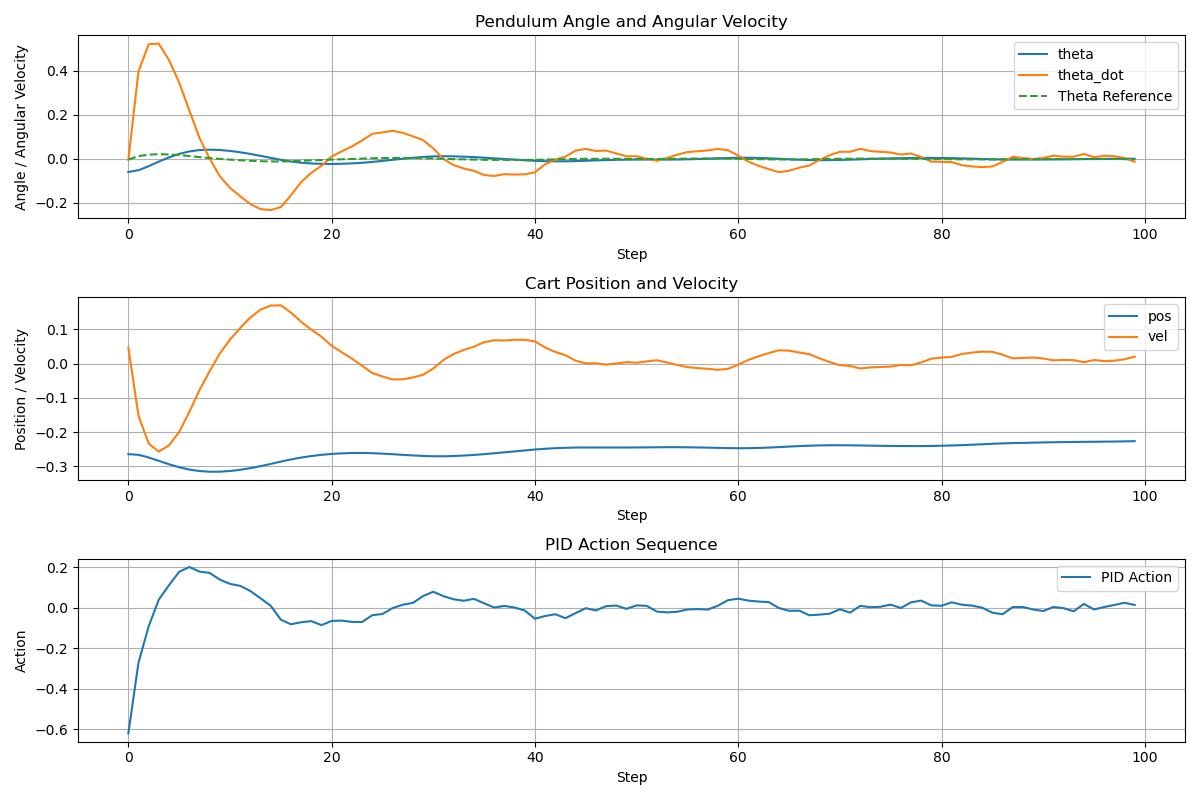 Pendulum Angle and Angular Velocity
Angle / Angular Velocity
0.4
0.2
0.0
−0.2
theta
theta_dot
Theta Reference
0 20 40 60 80 100
Step
Cart Position and Velocity
Position / Velocity
0.1
0.0
−0.1
−0.2
−0.3
pos
vel
0 20 40 60 80 100
Step
PID Action Sequence
Action
0.2
0.0
−0.2
−0.4
−0.6
PID Action
0 20 40 60 80 100
Step